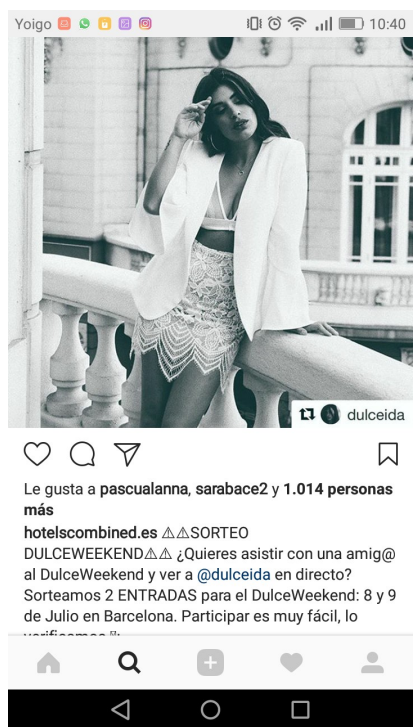 Yoigo 10:40
dulceida
Le gusta a pascualanna, sarabace2 y 1.014 personas
más
hotelscombined.es ⚠⚠SORTEO
DULCEWEEKEND⚠⚠ ¿Quieres asistir con una amig@
al DulceWeekend y ver a @dulceida en directo?
Sorteamos 2 ENTRADAS para el DulceWeekend: 8 y 9
de Julio en Barcelona. Participar es muy fácil, lo
verificamos